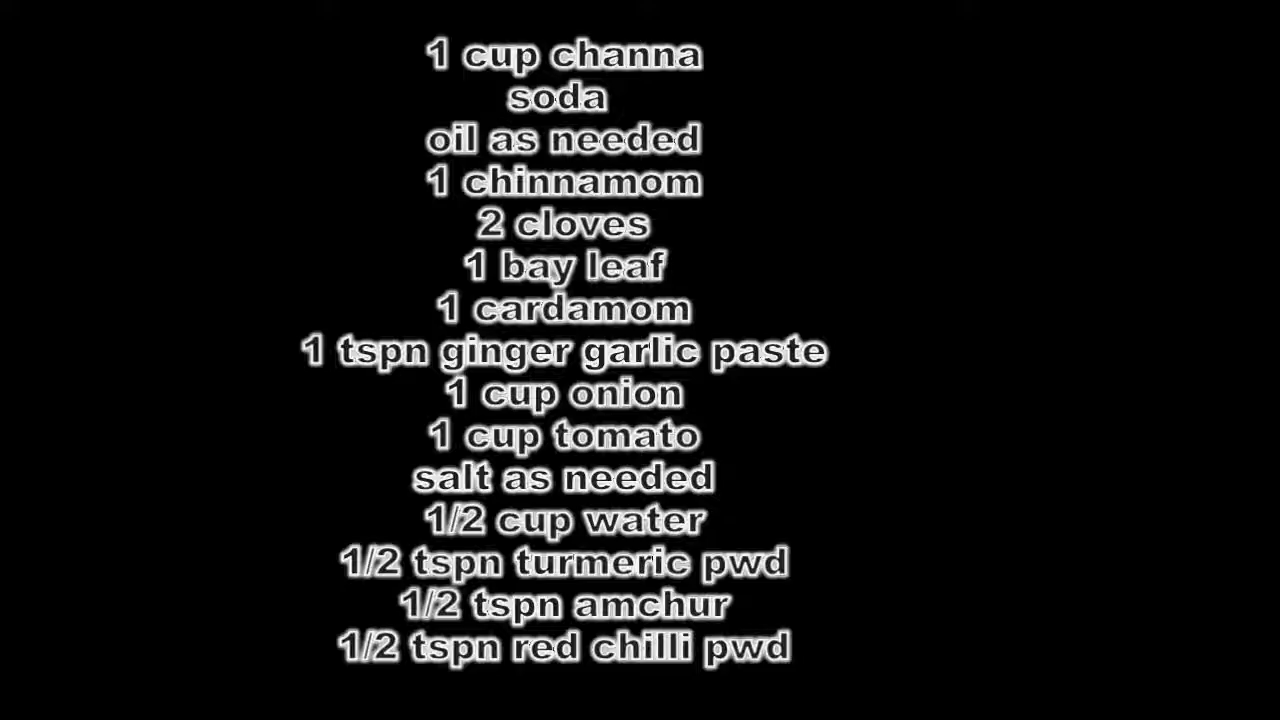 1 cup channa
soda
oil as needed
1 chinnamom
2 cloves
1 bay leaf
1 cardamom
1 tspn ginger garlic paste
1 cup onion
1 cup tomato
salt as needed
1/2 cup water
1/2 tspn turmeric pwd
1/2 tspn amchur
1/2 tspn red chilli pwd